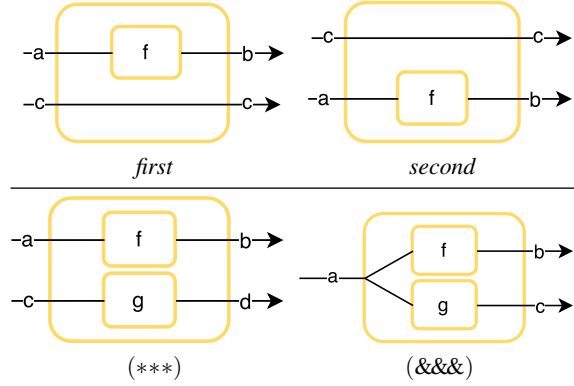 a f b
c c
first
c c
a f b
second
a f b
c g d
(***)
f b
a
g c
(&&&)